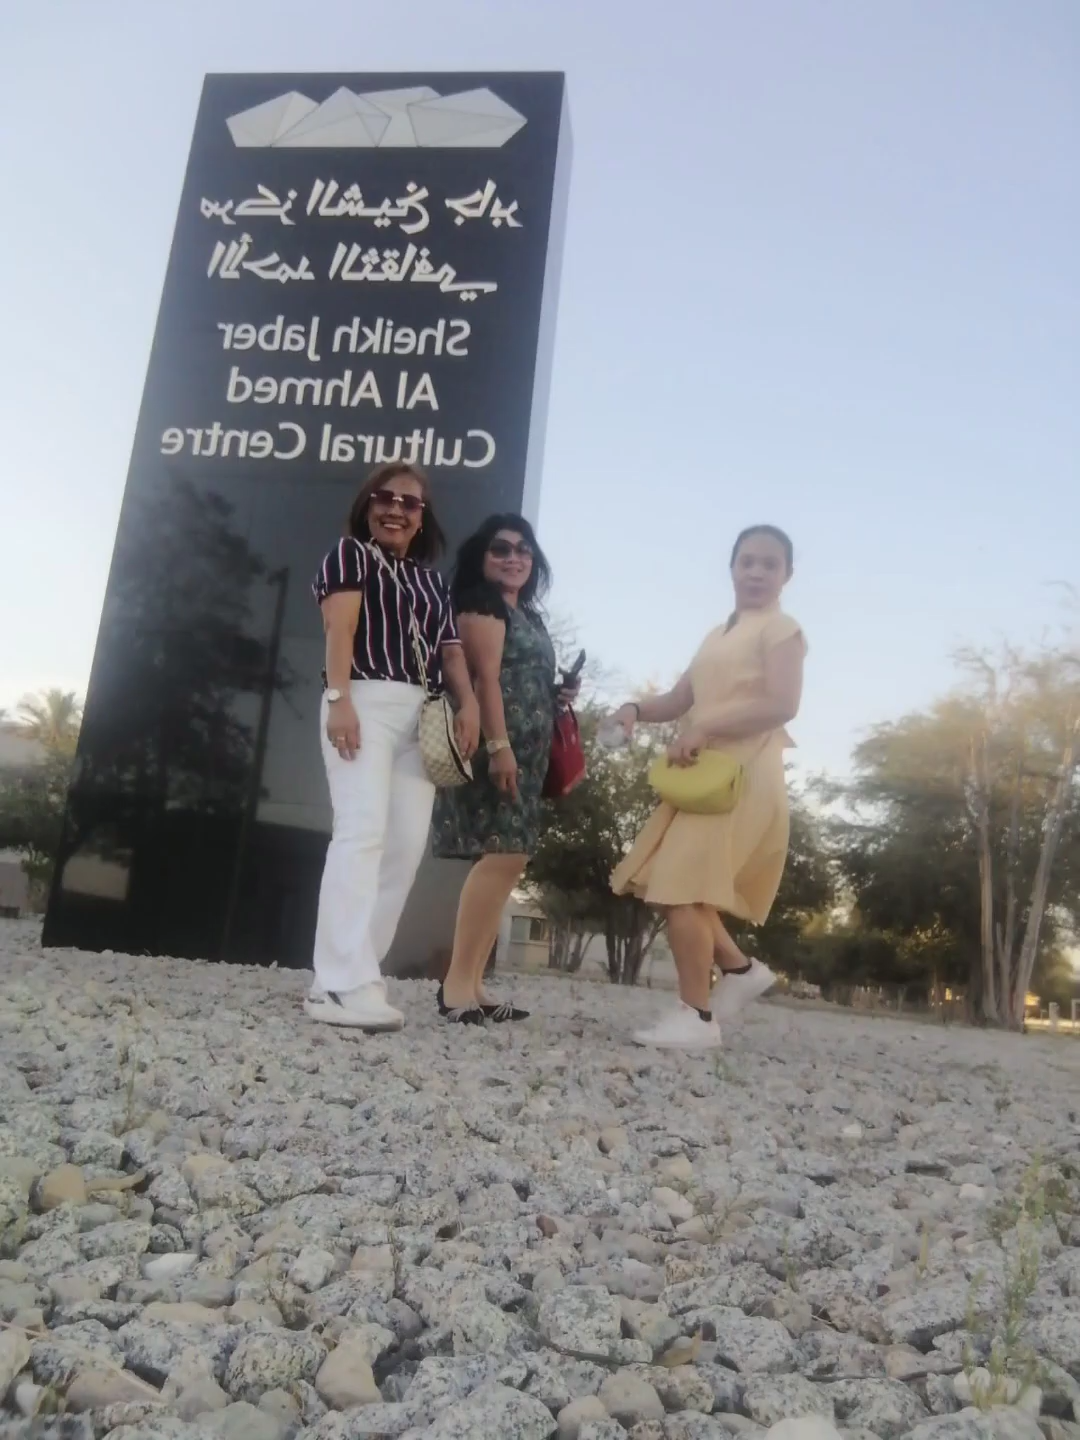 مركز الشيخ جابر
الأحمد الثقافي
Sheikh Jaber
Al Ahmed
Cultural Centre